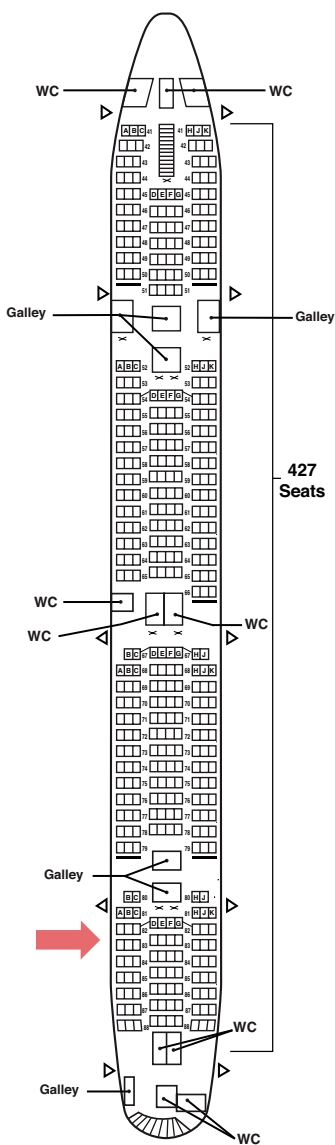 WC WC
A B C 41 41 H J K
42 42
43 43
44 44
45 D E F G 45
46 46
47 47
48 48
49 49
50 50
51 51
Galley Galley
A B C 52 52 H J K
53 53
54 D E F G 54
55 55
56 56
57 57
58 58
59 59
60 60
61 61
62 62
63 63
64 64
65 65
66
427
Seats
WC
WC WC
B C 67 D E F G 67 H J
A B C 68 68 H J K
69 69
70 70
71 71
72 72
73 73
74 74
75 75
76 76
77 77
78 78
79 79
Galley
B C 80 80 H J
A B C 81 81 H J K
82 D E F G 82
83 83
84 84
85 85
86 86
87 87
88 88
WC
Galley
WC